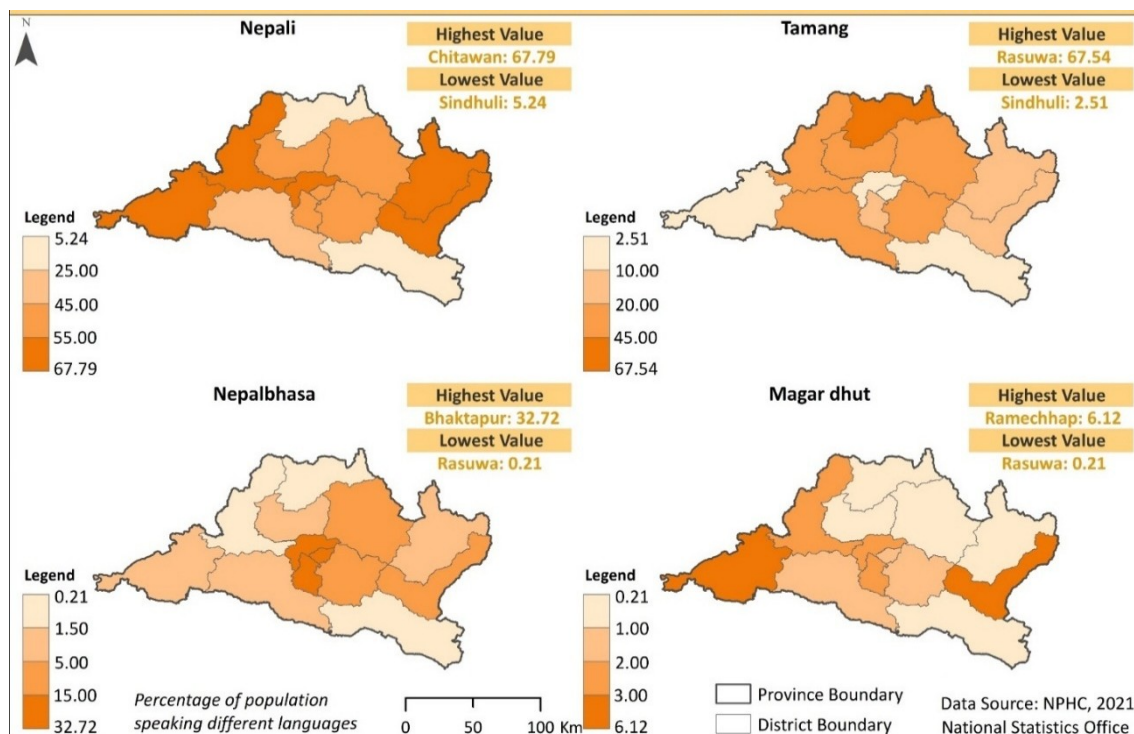 N
Nepali
Highest Value
Chitawan: 67.79
Lowest Value
Sindhuli: 5.24
Legend
5.24
25.00
45.00
55.00
67.79
Tamang
Highest Value
Rasuwa: 67.54
Lowest Value
Sindhuli: 2.51
Legend
2.51
10.00
20.00
45.00
67.54
Nepalbhasa
Highest Value
Bhaktapur: 32.72
Lowest Value
Rasuwa: 0.21
Legend
0.21
1.50
5.00
15.00
32.72
Magar dhut
Highest Value
Ramechhap: 6.12
Lowest Value
Rasuwa: 0.21
Legend
0.21
1.00
2.00
3.00
6.12
Percentage of population
speaking different languages
0 50 100 Km
Province Boundary
District Boundary
Data Source: NPHC, 2021
National Statistics Office